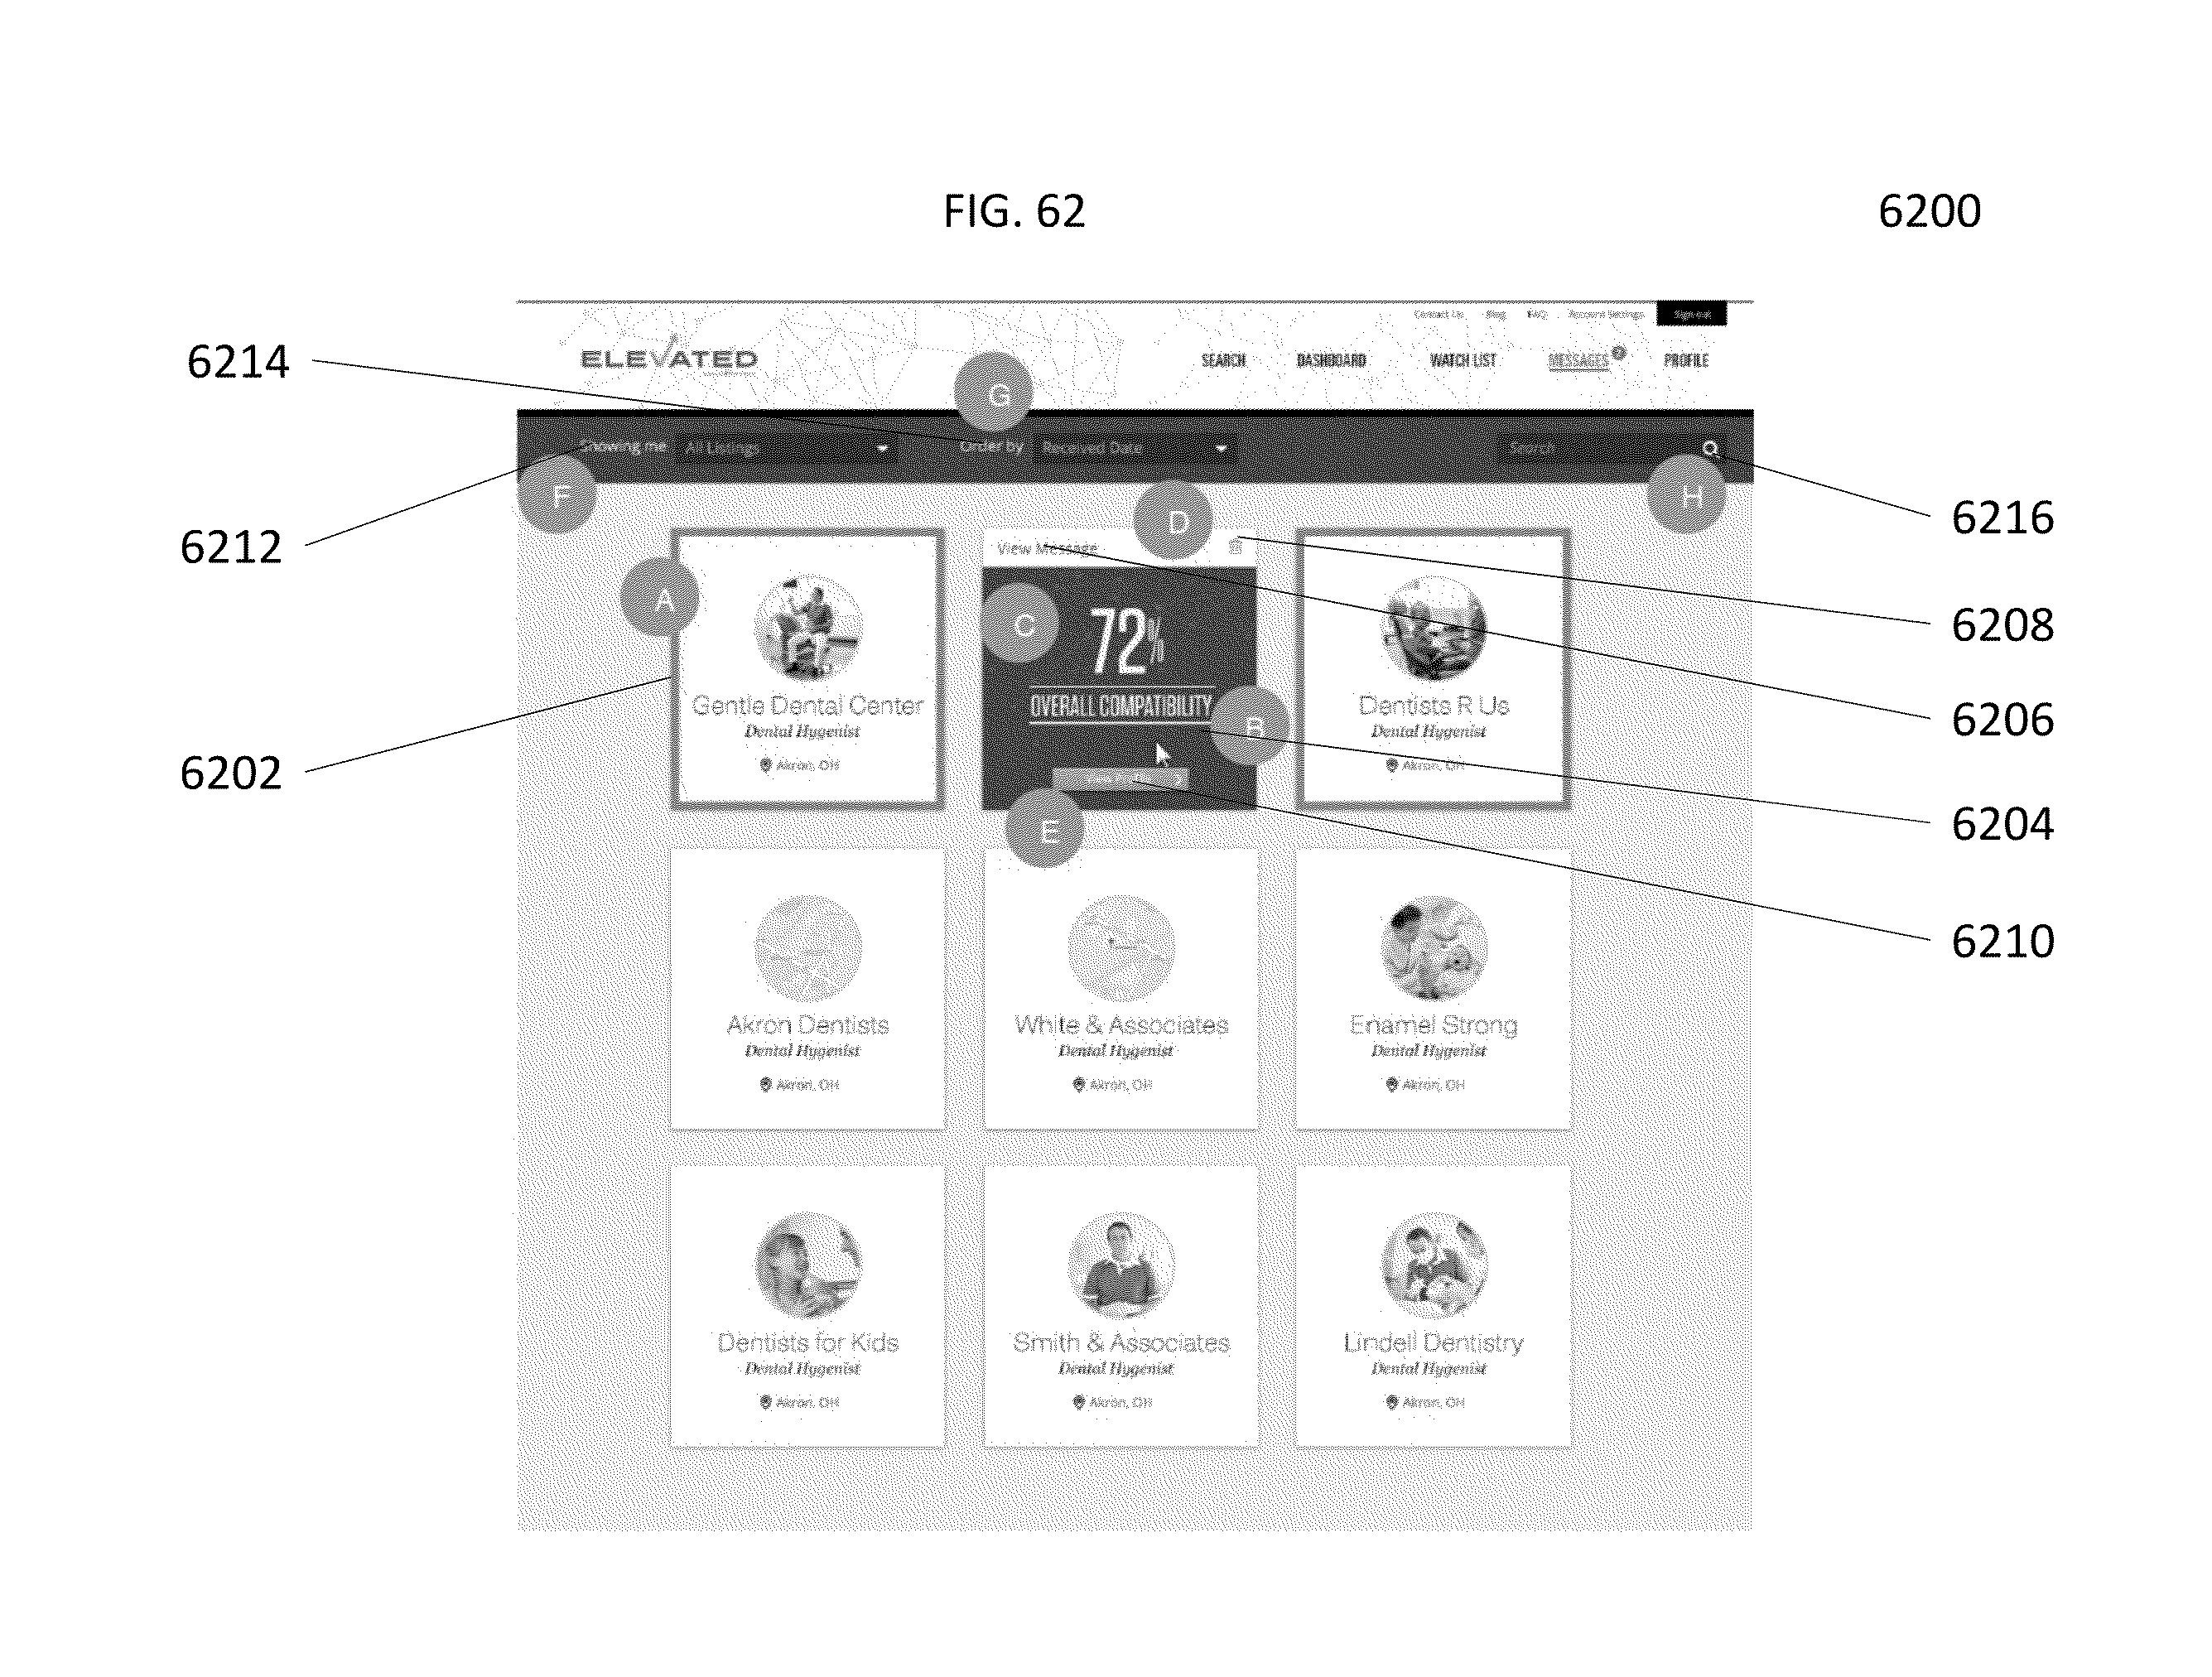 FIG. 62
6200
Contact Us Blog FAQ Account Settings Sign out
6214
ELEVATED
SEARCH DASHBOARD WATCH LIST MESSAGES 2 PROFILE
G
Showing me All Listings Order by Received Date Search
F
H
6212
6216
D
View Message
A
C
72%
6208
OVERALL COMPATIBILITY
B
6206
Gentle Dental Center
Dental Hygenist
Akron, OH
Dentists R Us
Dental Hygenist
Akron, OH
6202
View Profile
E
6204
6210
Akron Dentists
Dental Hygenist
Akron, OH
White & Associates
Dental Hygenist
Akron, OH
Enamel Strong
Dental Hygenist
Akron, OH
Dentists for Kids
Dental Hygenist
Akron, OH
Smith & Associates
Dental Hygenist
Akron, OH
Lindell Dentistry
Dental Hygenist
Akron, OH